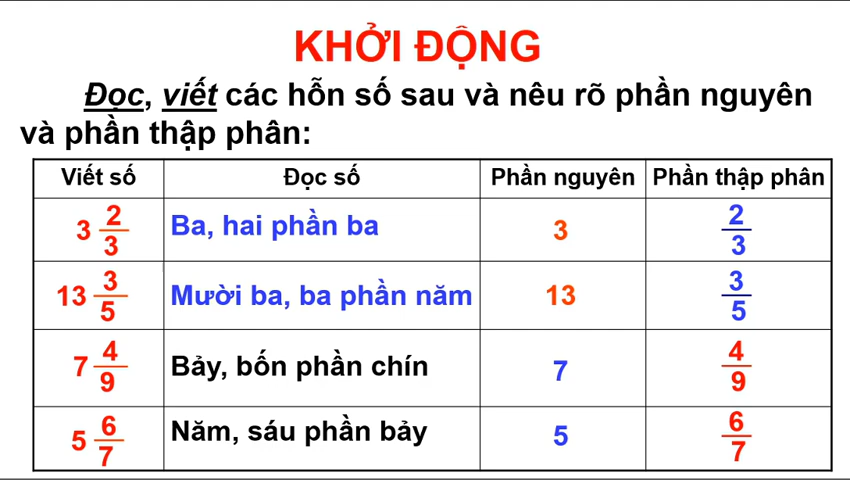 KHỞI ĐỘNG
Đọc, viết các hỗn số sau và nêu rõ phần nguyên
và phần thập phân:
Viết số Đọc số Phần nguyên Phần thập phân
3 2/3 Ba, hai phần ba 3 2/3
13 3/5 Mười ba, ba phần năm 13 3/5
7 4/9 Bảy, bốn phần chín 7 4/9
5 6/7 Năm, sáu phần bảy 5 6/7